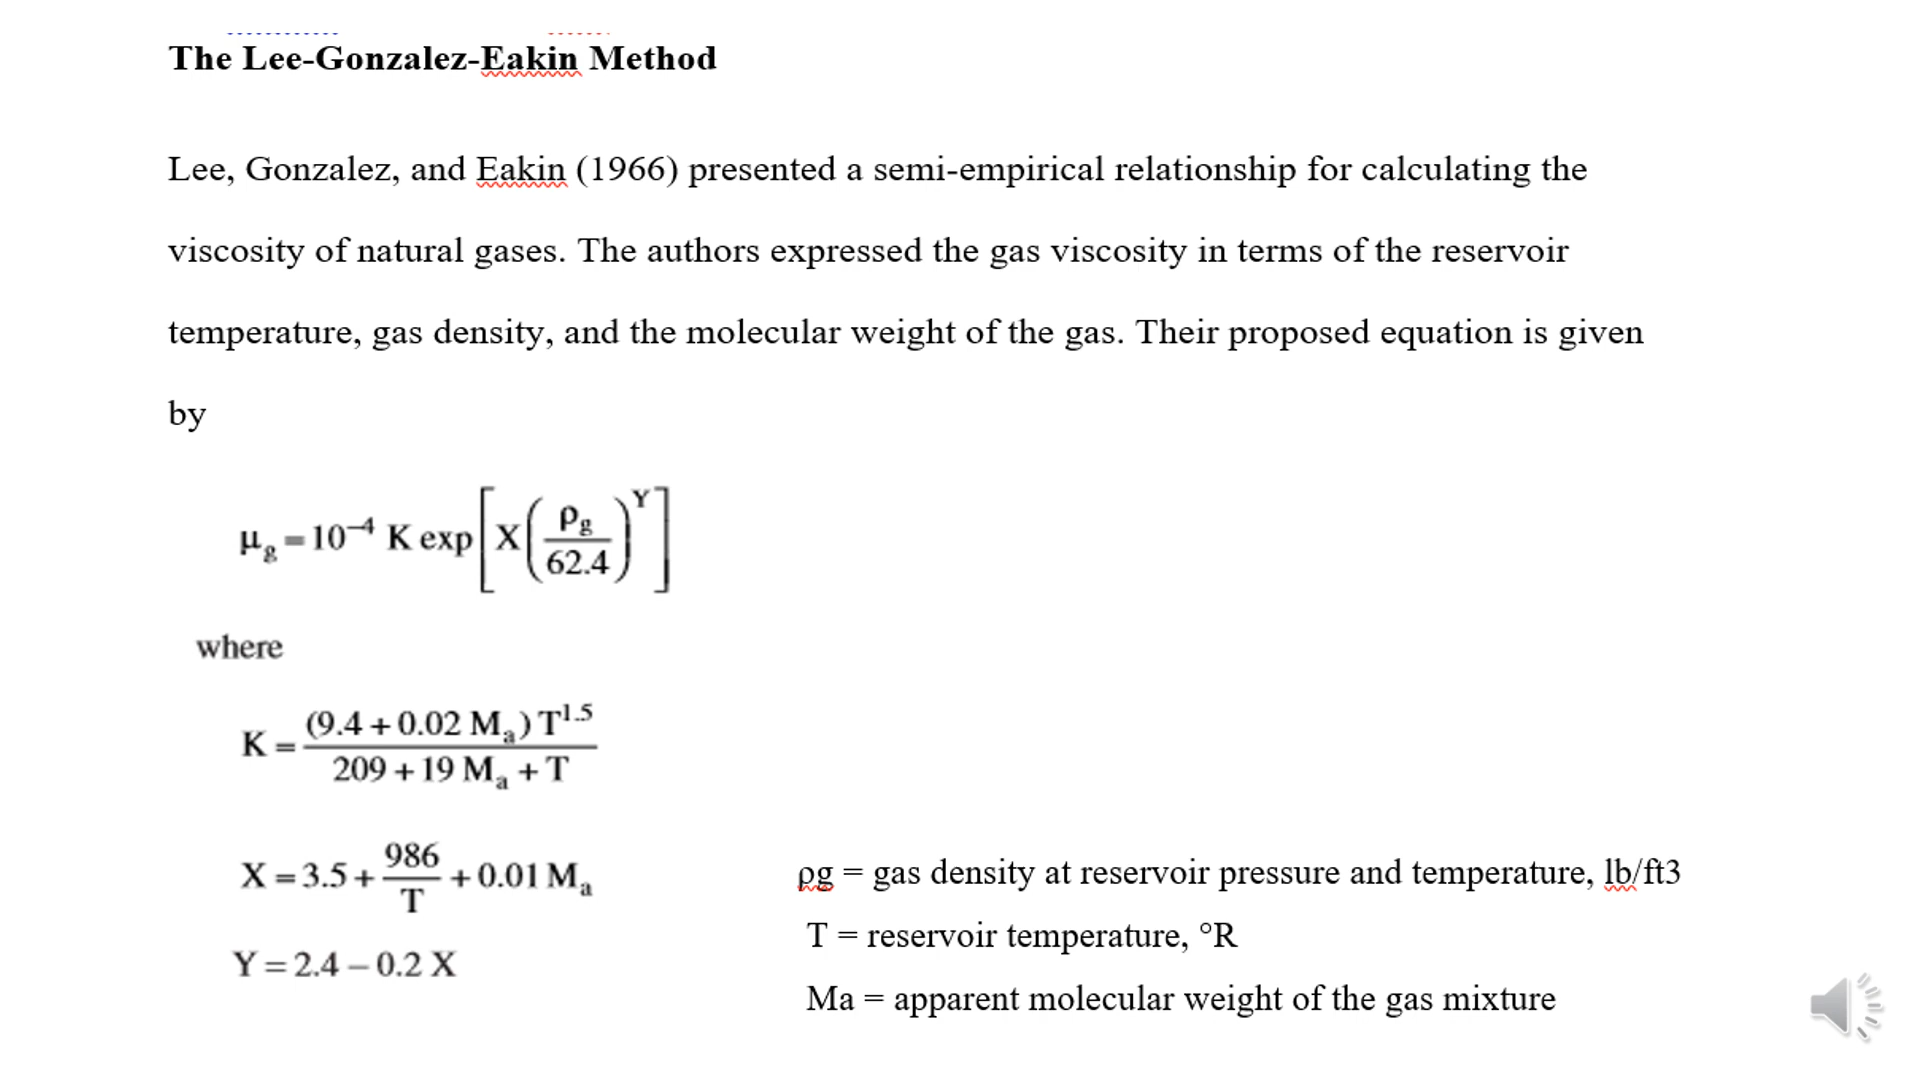 The Lee-Gonzalez-Eakin Method
Lee, Gonzalez, and Eakin (1966) presented a semi-empirical relationship for calculating the
viscosity of natural gases. The authors expressed the gas viscosity in terms of the reservoir
temperature, gas density, and the molecular weight of the gas. Their proposed equation is given
by
μg = 10⁻⁴ K exp[X(ρg/62.4)^Y]
where
K = (9.4 + 0.02 Ma) T^1.5 / (209 + 19 Ma + T)
X = 3.5 + 986/T + 0.01 Ma
Y = 2.4 – 0.2 X
ρg = gas density at reservoir pressure and temperature, lb/ft3
T = reservoir temperature, °R
Ma = apparent molecular weight of the gas mixture